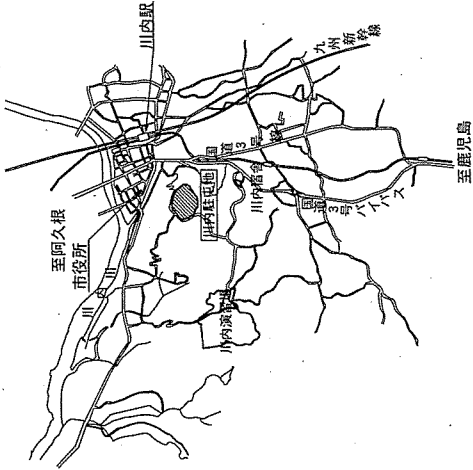 川内駅
九州新幹線
国道3号線
至阿久根
市役所
川内川
川内駐屯地
川内宿舎
国道3号バイパス
川内演習場
至鹿児島